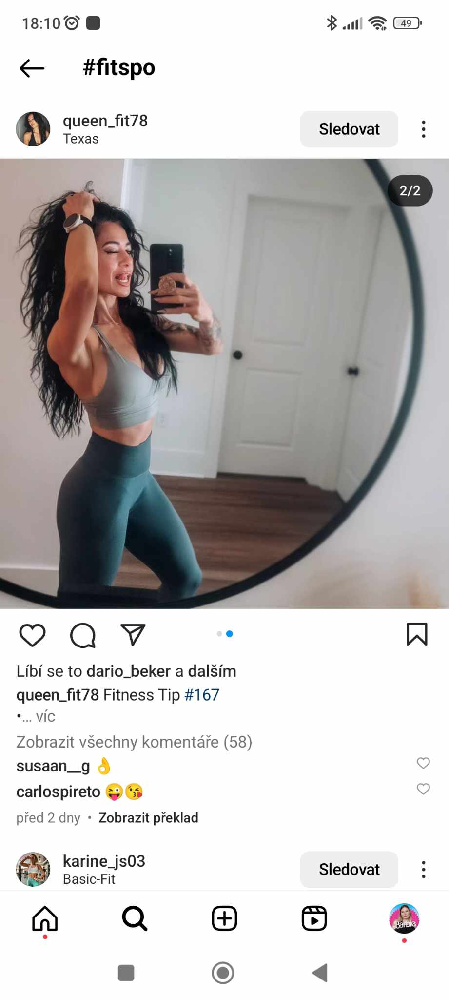 18:10
49
#fitspo
queen_fit78
Texas
Sledovat
2/2
Líbí se to dario_beker a dalším
queen_fit78 Fitness Tip #167
•... víc
Zobrazit všechny komentáře (58)
susaan__g 👌
carlospireto 😜😘
před 2 dny • Zobrazit překlad
karine_js03
Basic-Fit
Sledovat
Barbie